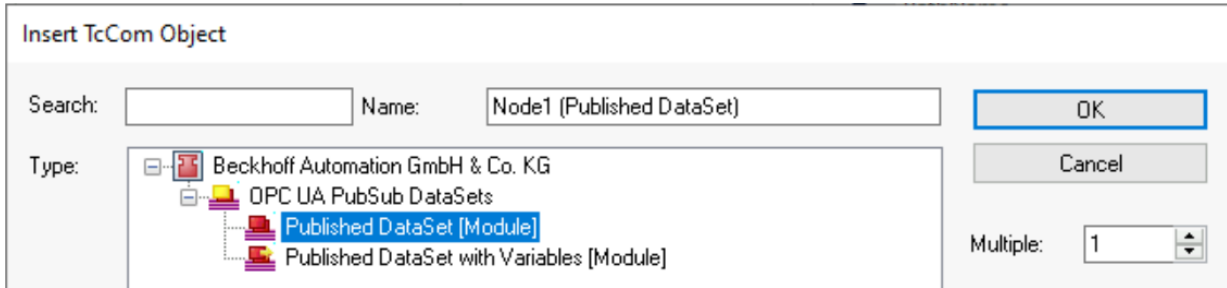 Insert TcCom Object
Search:
Name:
Node1 (Published DataSet)
OK
Type:
Beckhoff Automation GmbH & Co. KG
Cancel
OPC UA PubSub DataSets
Published DataSet [Module]
Multiple:
1
Published DataSet with Variables [Module]